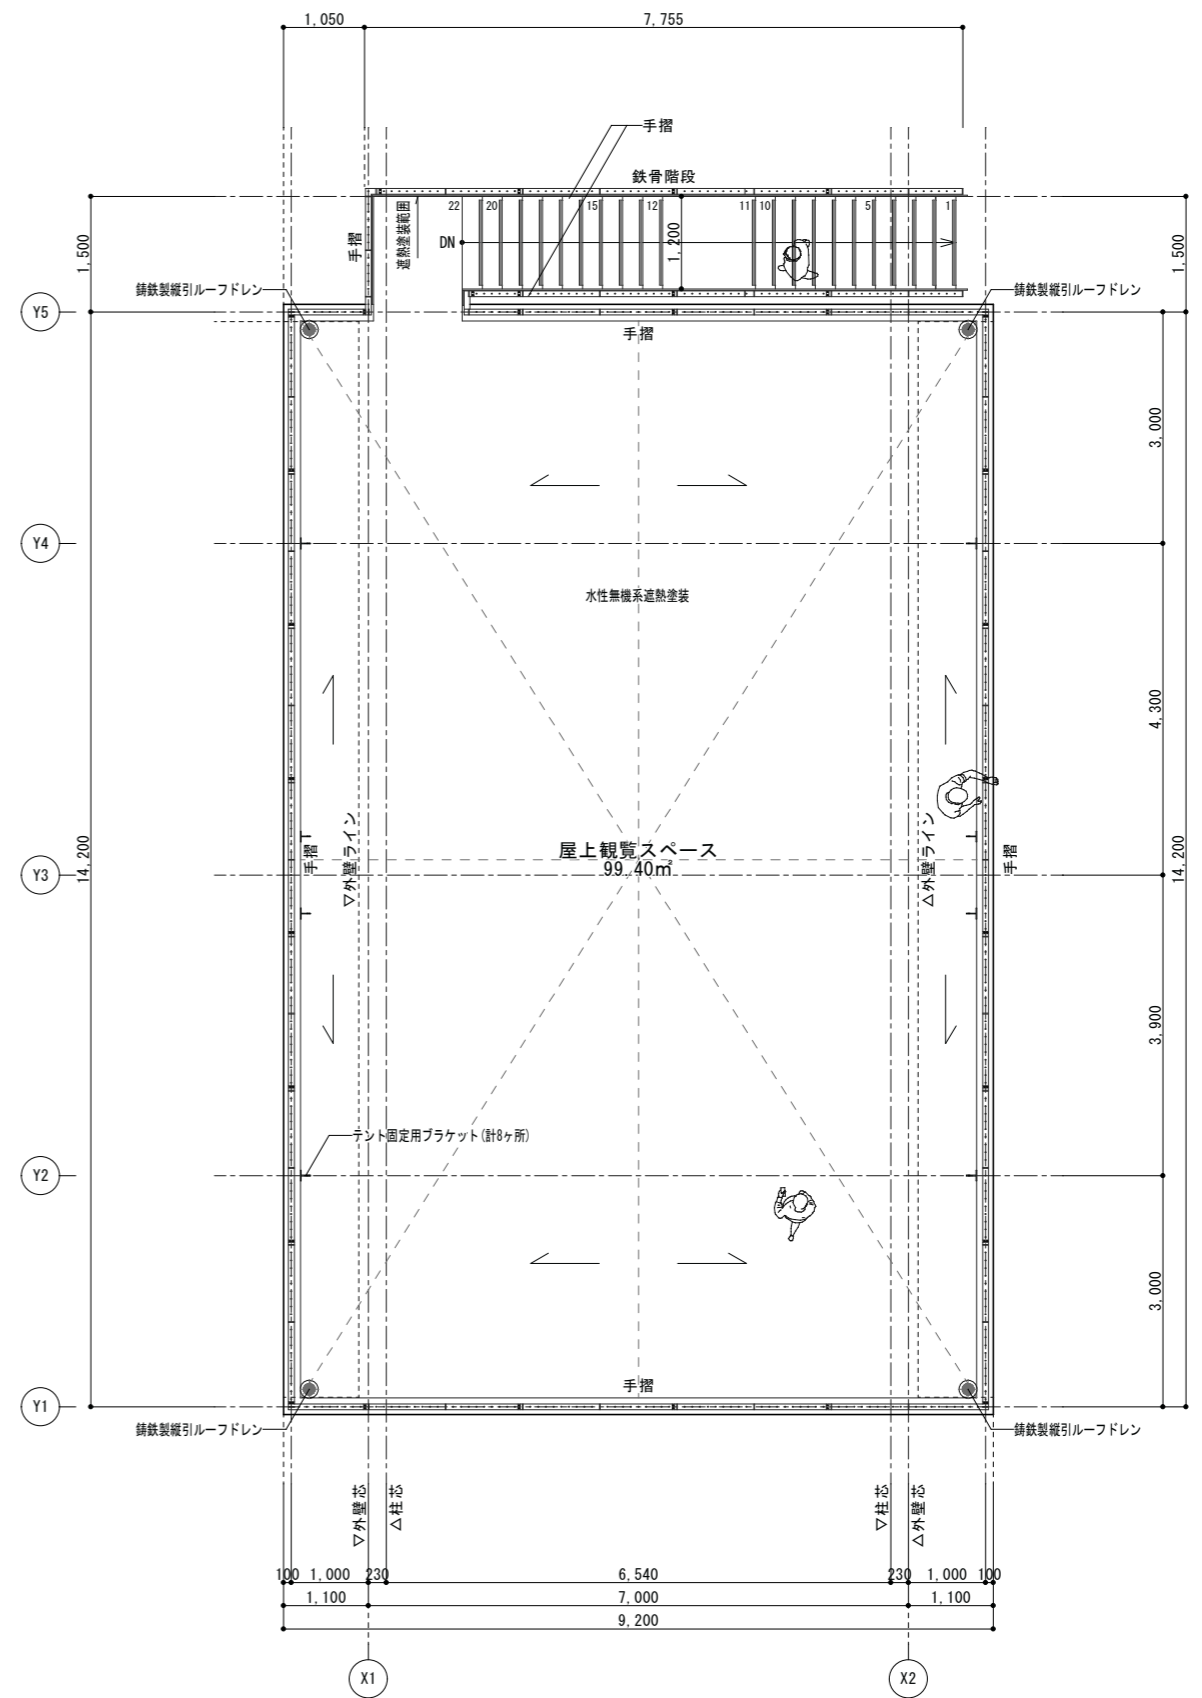 1,050
7,755
手摺
鉄骨階段
手摺
遮熱塗装範囲
22
20
15
12
11
10
5
1
DN
1,200
1,500
1,500
鋳鉄製縦引ルーフドレン
鋳鉄製縦引ルーフドレン
Y5
手摺
3,000
Y4
水性無機系遮熱塗装
4,300
14,200
手摺
▽外壁ライン
屋上観覧スペース
99.40㎡
△外壁ライン
手摺
14,200
Y3
3,900
テント固定用ブラケット(計8ヶ所)
Y2
3,000
手摺
Y1
鋳鉄製縦引ルーフドレン
鋳鉄製縦引ルーフドレン
▽外壁芯
△柱芯
▽柱芯
△外壁芯
100
1,000
230
6,540
230
1,000
100
1,100
7,000
1,100
9,200
X1
X2